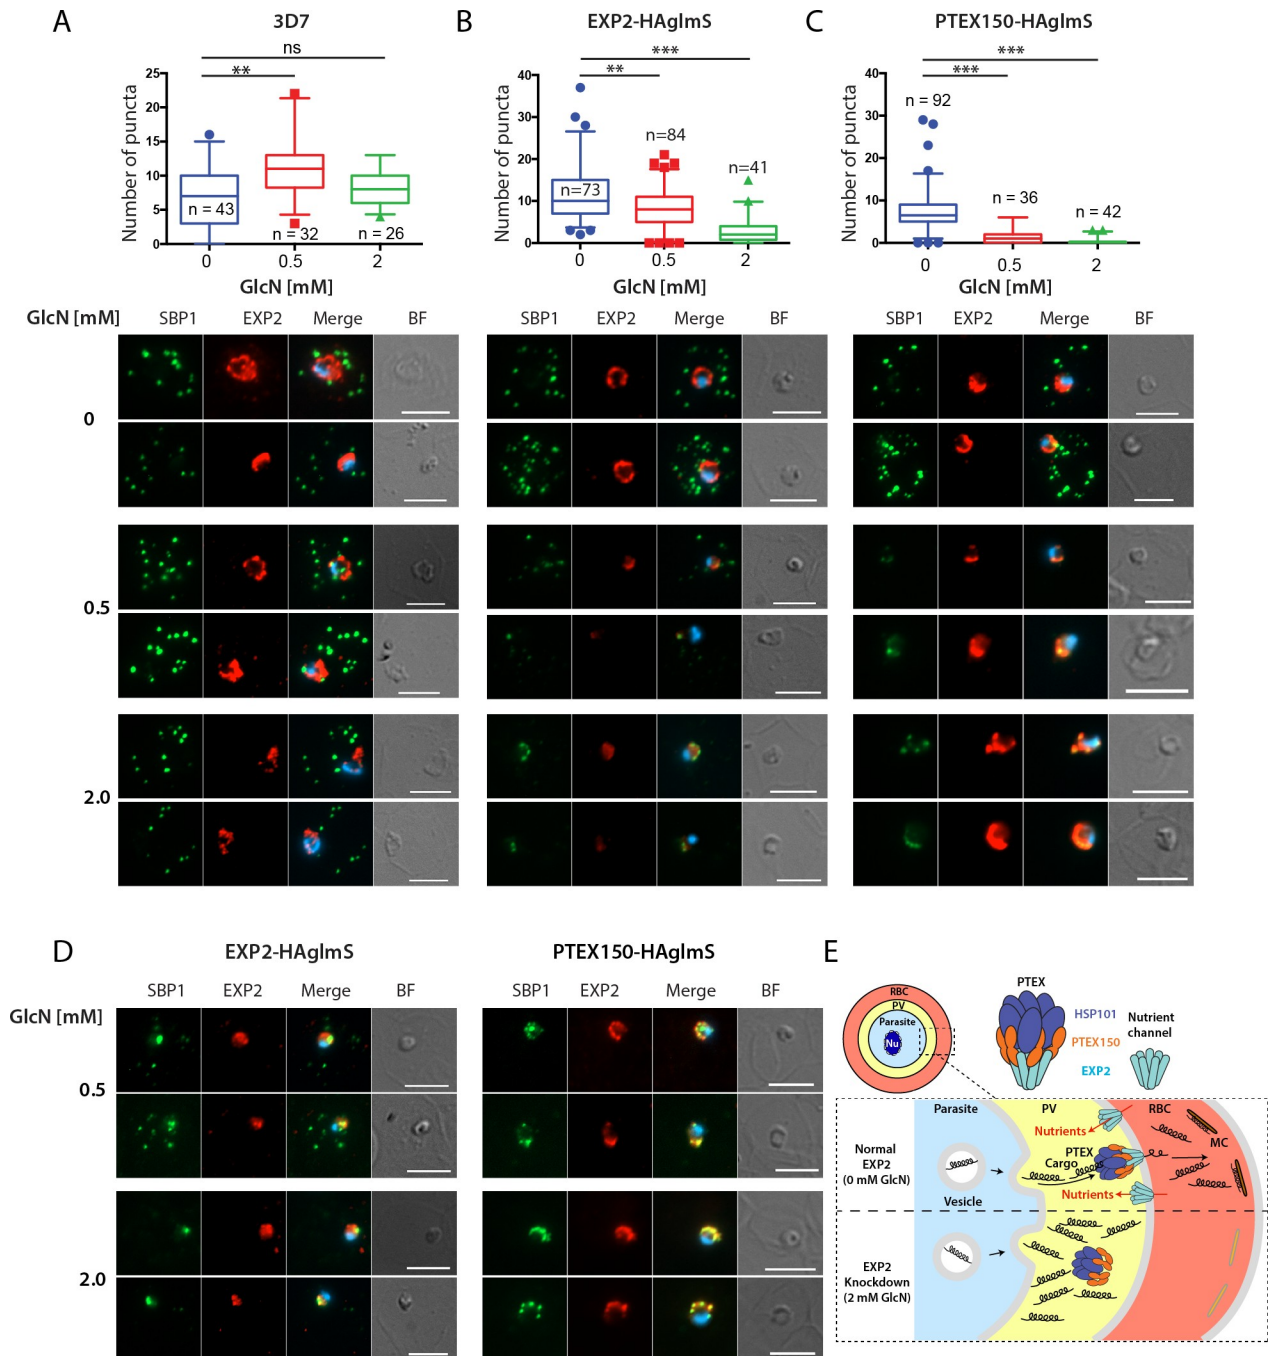 A
3D7
ns
**
Number of puncta
25
20
15
10
5
0
n = 43
n = 32
n = 26
0 0.5 2
GlcN [mM]
B
EXP2-HAglmS
***
**
Number of puncta
40
30
20
10
0
n=73
n=84
n=41
0 0.5 2
GlcN [mM]
C
PTEX150-HAglmS
***
***
Number of puncta
40
30
20
10
0
n = 92
n = 36
n = 42
0 0.5 2
GlcN [mM]
GlcN [mM]
SBP1 EXP2 Merge BF
SBP1 EXP2 Merge BF
SBP1 EXP2 Merge BF
0
0.5
2.0
D
EXP2-HAglmS
PTEX150-HAglmS
SBP1 EXP2 Merge BF
SBP1 EXP2 Merge BF
GlcN [mM]
0.5
2.0
E
RBC
PV
Parasite
Nu
PTEX
HSP101
PTEX150
EXP2
Nutrient
channel
Parasite
PV
RBC
MC
Nutrients
PTEX
Cargo
Nutrients
Vesicle
Normal
EXP2
(0 mM GlcN)
EXP2
Knockdown
(2 mM GlcN)